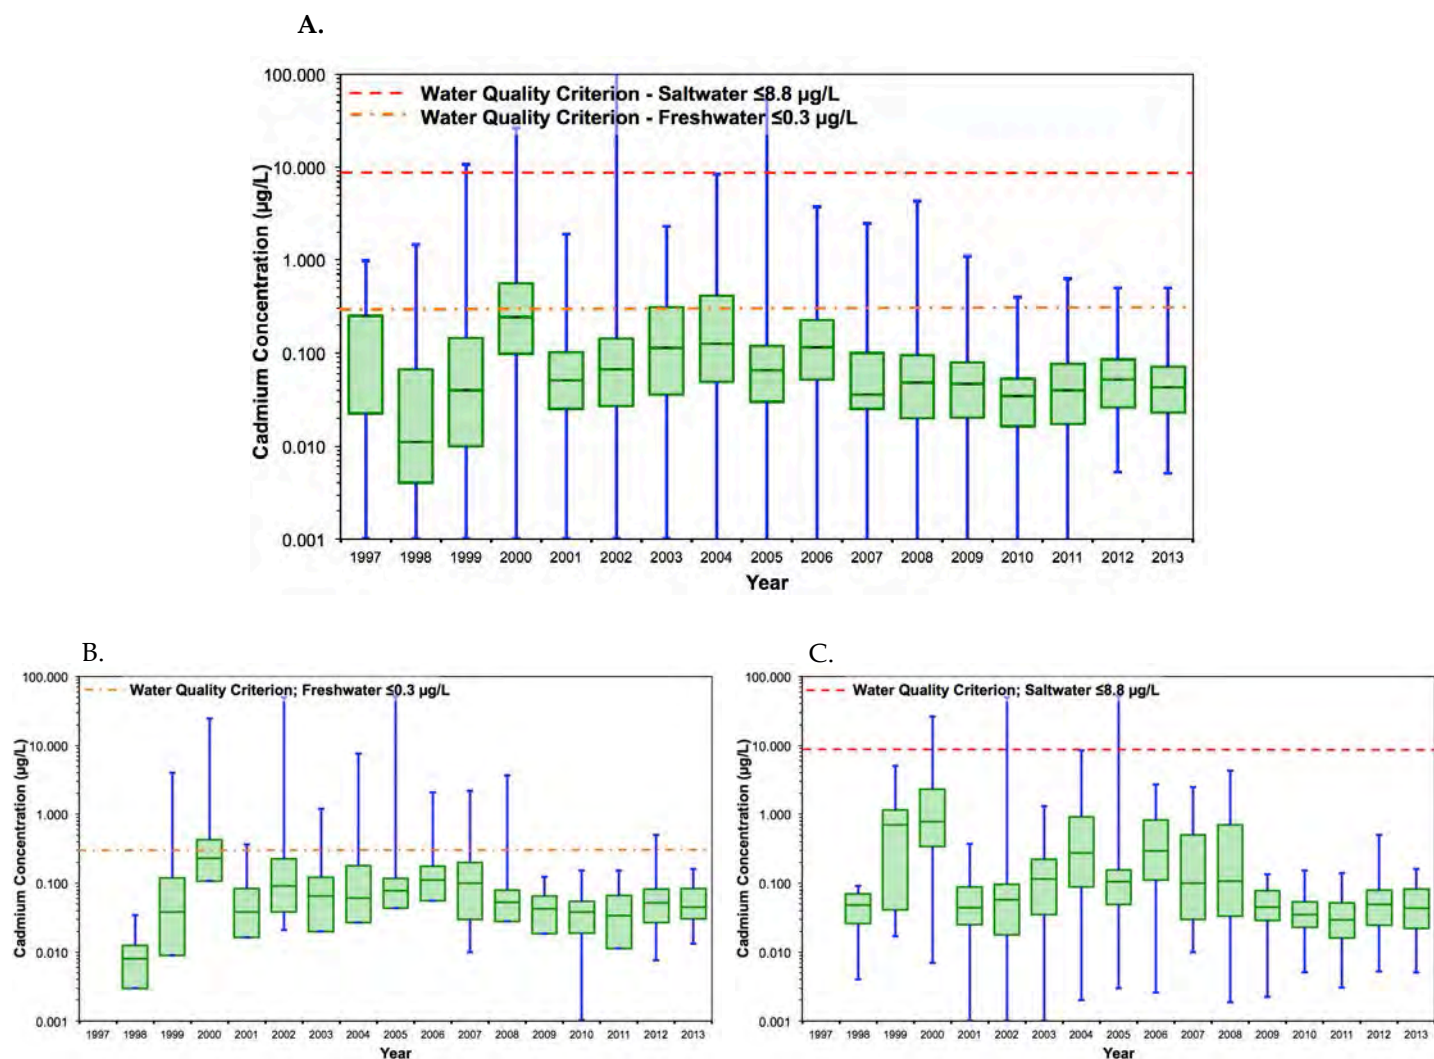 A.
100.000
Water Quality Criterion - Saltwater ≤8.8 µg/L
Water Quality Criterion - Freshwater ≤0.3 µg/L
10.000
1.000
0.100
0.010
0.001
Cadmium Concentration (µg/L)
1997 1998 1999 2000 2001 2002 2003 2004 2005 2006 2007 2008 2009 2010 2011 2012 2013
Year
B.
100.000
Water Quality Criterion; Freshwater ≤0.3 µg/L
10.000
1.000
0.100
0.010
0.001
Cadmium Concentration (µg/L)
1997 1998 1999 2000 2001 2002 2003 2004 2005 2006 2007 2008 2009 2010 2011 2012 2013
Year
C.
100.000
Water Quality Criterion; Saltwater ≤8.8 µg/L
10.000
1.000
0.100
0.010
0.001
Cadmium Concentration (µg/L)
1997 1998 1999 2000 2001 2002 2003 2004 2005 2006 2007 2008 2009 2010 2011 2012 2013
Year